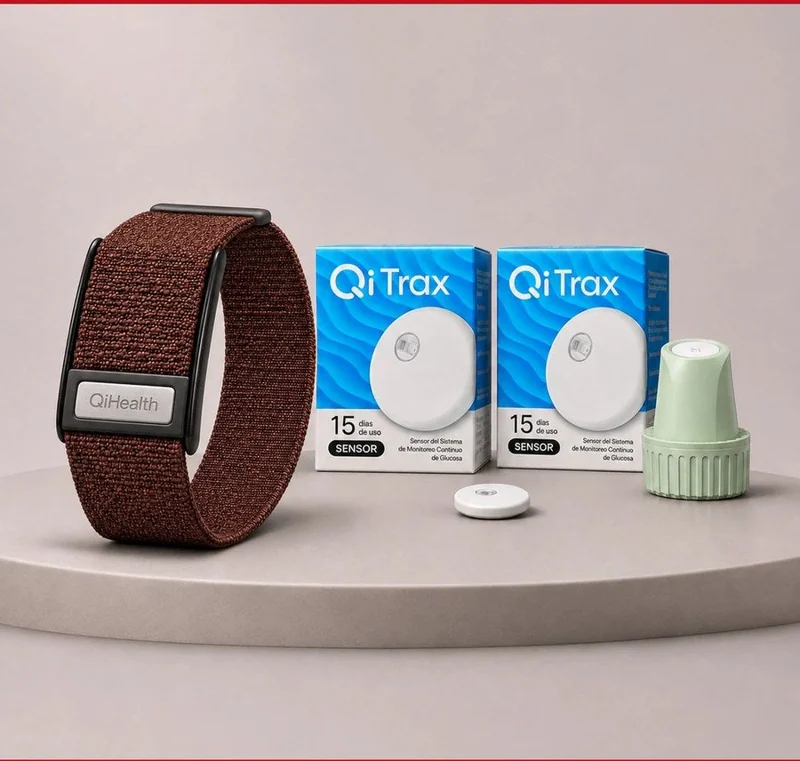 QiHealth
Qi Trax
15 días
de uso
SENSOR
Sensor del Sistema
de Monitoreo Continuo
de Glucosa
Qi Trax
15 días
de uso
SENSOR
Sensor del Sistema
de Monitoreo Continuo
de Glucosa